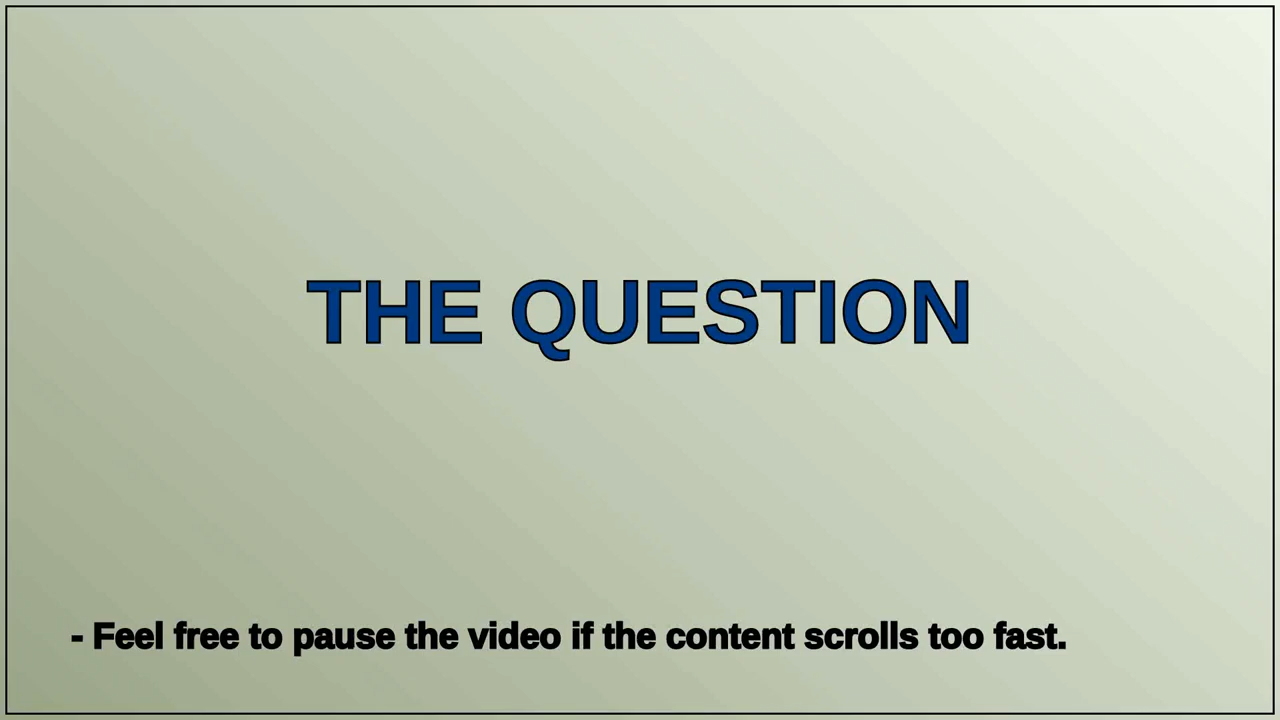 THE QUESTION
- Feel free to pause the video if the content scrolls too fast.